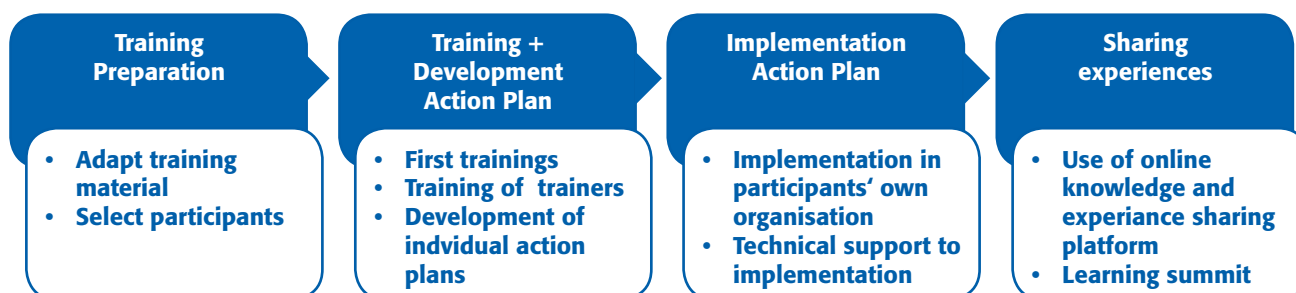 Training
Preparation
• Adapt training
material
• Select participants
Training +
Development
Action Plan
• First trainings
• Training of trainers
• Development of
indvidual action
plans
Implementation
Action Plan
• Implementation in
participants‘ own
organisation
• Technical support to
implementation
Sharing
experiences
• Use of online
knowledge and
experiance sharing
platform
• Learning summit